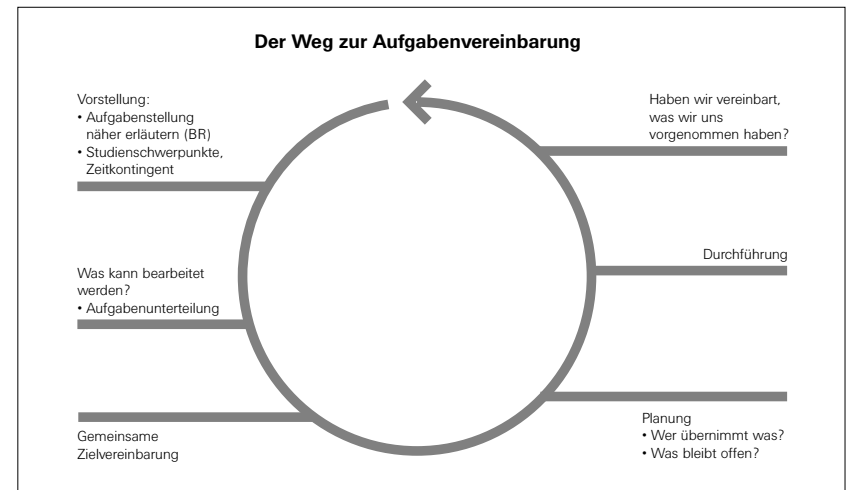 Der Weg zur Aufgabenvereinbarung
Vorstellung:
• Aufgabenstellung
näher erläutern (BR)
• Studienschwerpunkte,
Zeitkontingent
Was kann bearbeitet
werden?
• Aufgabenunterteilung
Gemeinsame
Zielvereinbarung
Planung
• Wer übernimmt was?
• Was bleibt offen?
Durchführung
Haben wir vereinbart,
was wir uns
vorgenommen haben?